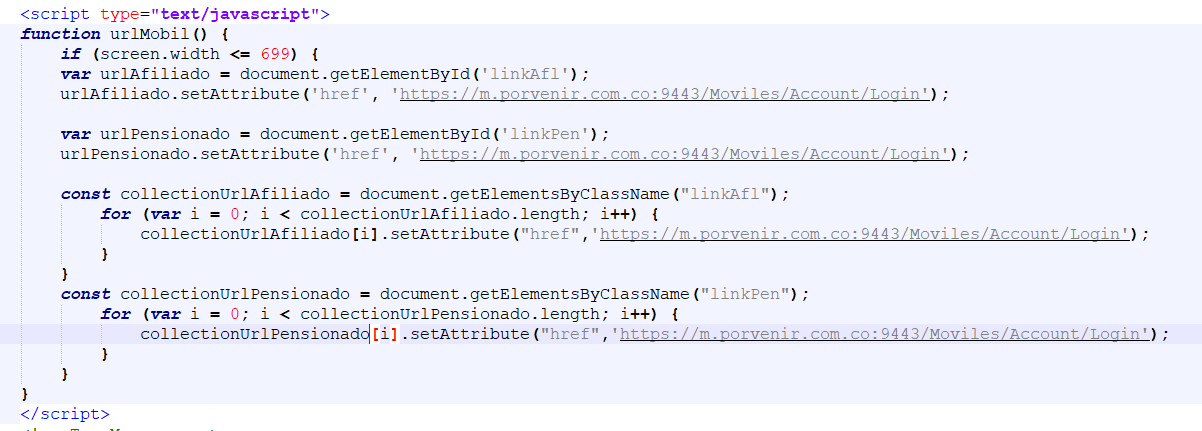 <script type="text/javascript">
function urlMobil() {
if (screen.width <= 699) {
var urlAfiliado = document.getElementById('linkAfl');
urlAfiliado.setAttribute('href', 'https://m.porvenir.com.co:9443/Moviles/Account/Login');
var urlPensionado = document.getElementById('linkPen');
urlPensionado.setAttribute('href', 'https://m.porvenir.com.co:9443/Moviles/Account/Login');
const collectionUrlAfiliado = document.getElementsByClassName("linkAfl");
for (var i = 0; i < collectionUrlAfiliado.length; i++) {
collectionUrlAfiliado[i].setAttribute("href",'https://m.porvenir.com.co:9443/Moviles/Account/Login');
}
}
const collectionUrlPensionado = document.getElementsByClassName("linkPen");
for (var i = 0; i < collectionUrlPensionado.length; i++) {
collectionUrlPensionado[i].setAttribute("href",'https://m.porvenir.com.co:9443/Moviles/Account/Login');
}
}
}
</script>